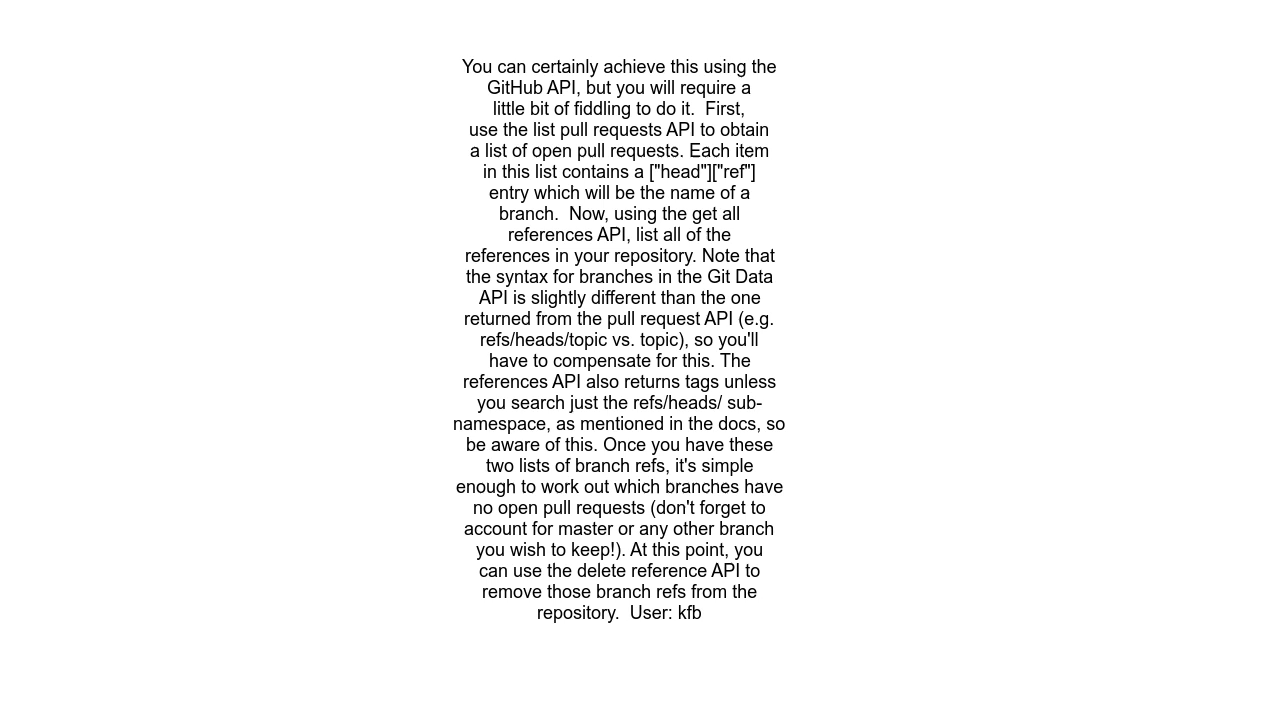 You can certainly achieve this using the
GitHub API, but you will require a
little bit of fiddling to do it.  First,
use the list pull requests API to obtain
a list of open pull requests. Each item
in this list contains a ["head"]["ref"]
entry which will be the name of a
branch.  Now, using the get all
references API, list all of the
references in your repository. Note that
the syntax for branches in the Git Data
API is slightly different than the one
returned from the pull request API (e.g.
refs/heads/topic vs. topic), so you'll
have to compensate for this. The
references API also returns tags unless
you search just the refs/heads/ sub-
namespace, as mentioned in the docs, so
be aware of this. Once you have these
two lists of branch refs, it's simple
enough to work out which branches have
no open pull requests (don't forget to
account for master or any other branch
you wish to keep!). At this point, you
can use the delete reference API to
remove those branch refs from the
repository.  User: kfb